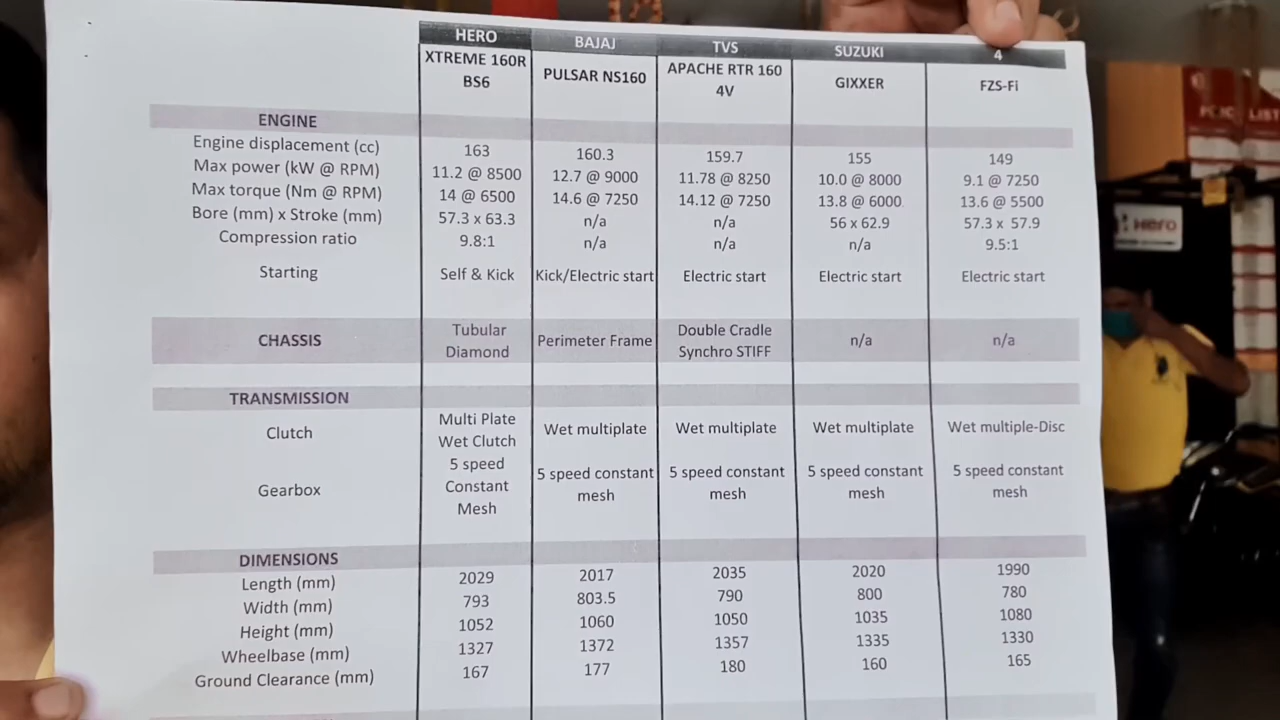 HERO BAJAJ TVS SUZUKI 4
XTREME 160R BS6 PULSAR NS160 APACHE RTR 160 4V GIXXER FZS-Fi
ENGINE
Engine displacement (cc) 163 160.3 159.7 155 149
Max power (kW @ RPM) 11.2 @ 8500 12.7 @ 9000 11.78 @ 8250 10.0 @ 8000 9.1 @ 7250
Max torque (Nm @ RPM) 14 @ 6500 14.6 @ 7250 14.12 @ 7250 13.8 @ 6000 13.6 @ 5500
Bore (mm) x Stroke (mm) 57.3 x 63.3 n/a n/a 56 x 62.9 57.3 x 57.9
Compression ratio 9.8:1 n/a n/a n/a 9.5:1
Starting Self & Kick Kick/Electric start Electric start Electric start Electric start
CHASSIS Tubular Diamond Perimeter Frame Double Cradle Synchro STIFF n/a n/a
TRANSMISSION
Clutch Multi Plate Wet Clutch Wet multiplate Wet multiplate Wet multiplate Wet multiple-Disc
Gearbox 5 speed Constant Mesh 5 speed constant mesh 5 speed constant mesh 5 speed constant mesh 5 speed constant mesh
DIMENSIONS
Length (mm) 2029 2017 2035 2020 1990
Width (mm) 793 803.5 790 800 780
Height (mm) 1052 1060 1050 1035 1080
Wheelbase (mm) 1327 1372 1357 1335 1330
Ground Clearance (mm) 167 177 180 160 165
LIST
Hero